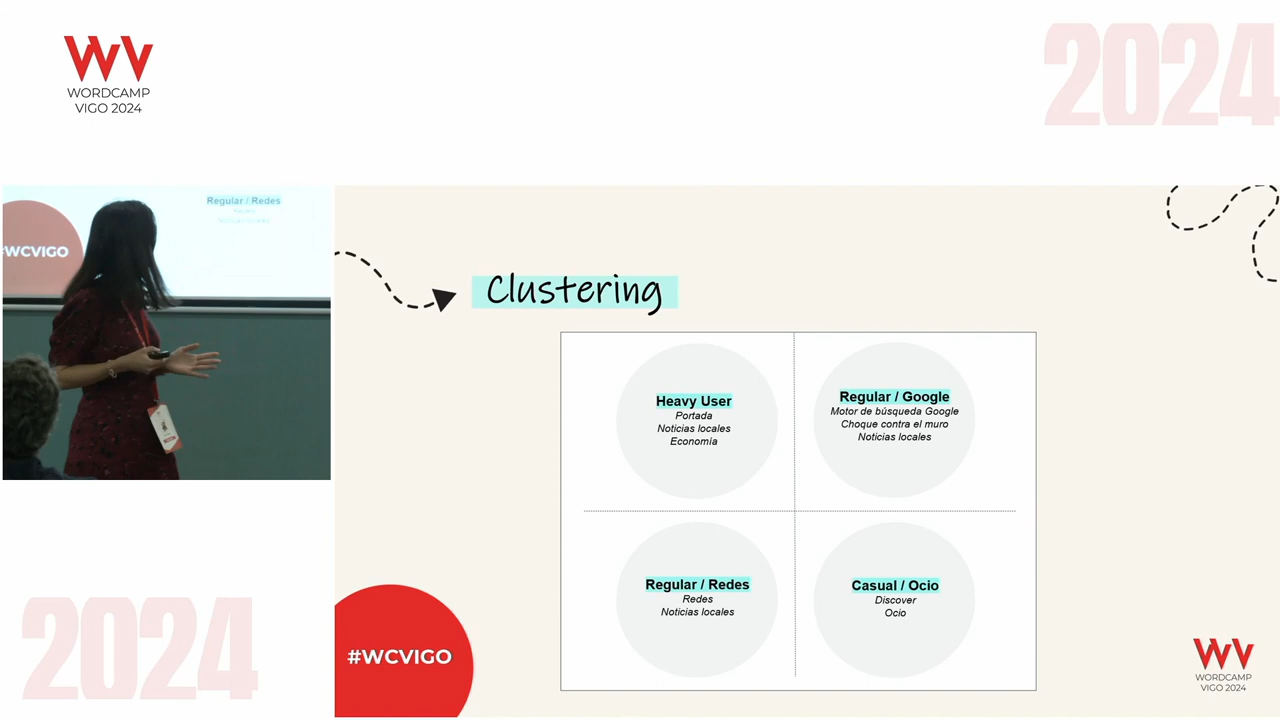 WORDCAMP
VIGO 2024
2024
Regular / Redes
#WCVIGO
Clustering
Heavy User
Portada
Noticias locales
Economía
Regular / Google
Motor de búsqueda Google
Choque contra el muro
Noticias locales
Regular / Redes
Redes
Noticias locales
Casual / Ocio
Discover
Ocio
#WCVIGO
2024
WORDCAMP
VIGO 2024